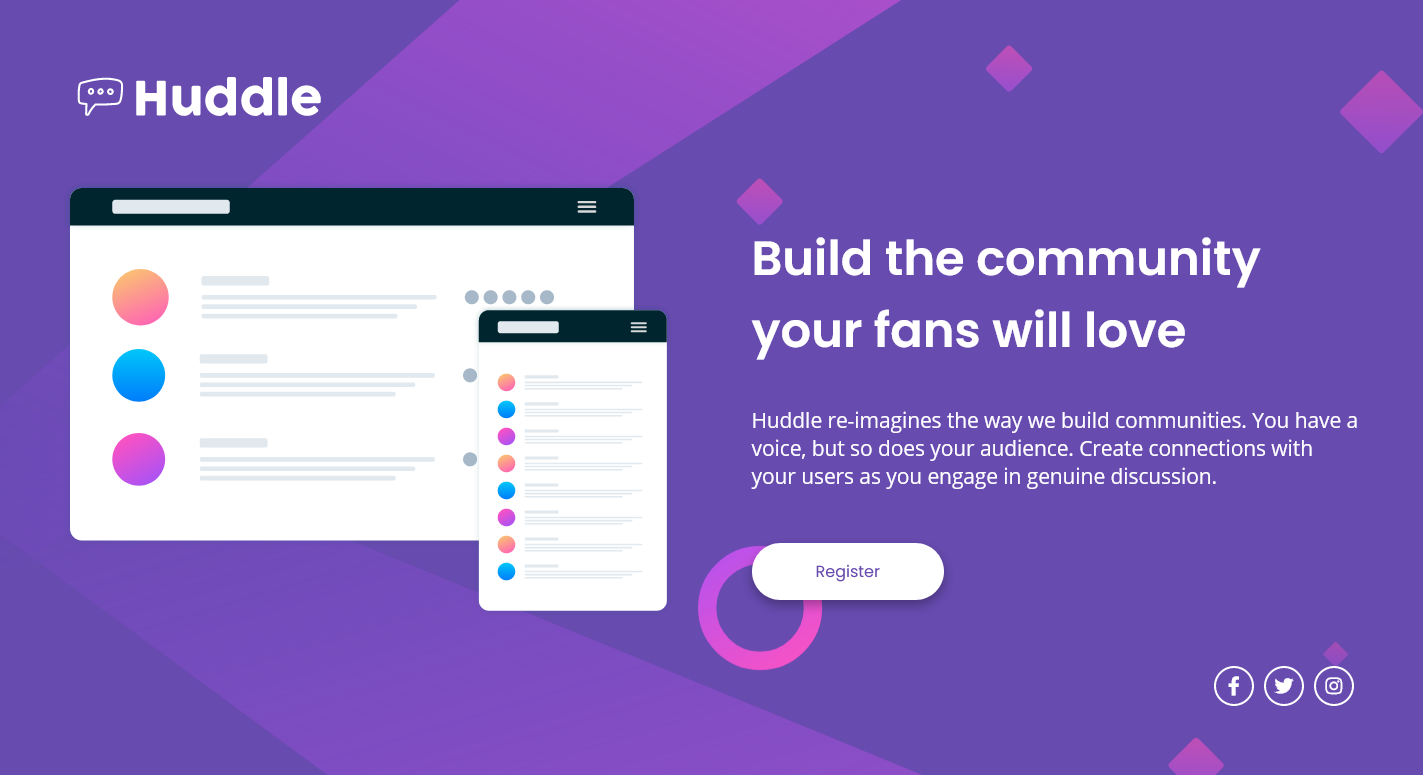 Huddle
Build the community
your fans will love
Huddle re-imagines the way we build communities. You have a
voice, but so does your audience. Create connections with
your users as you engage in genuine discussion.
Register